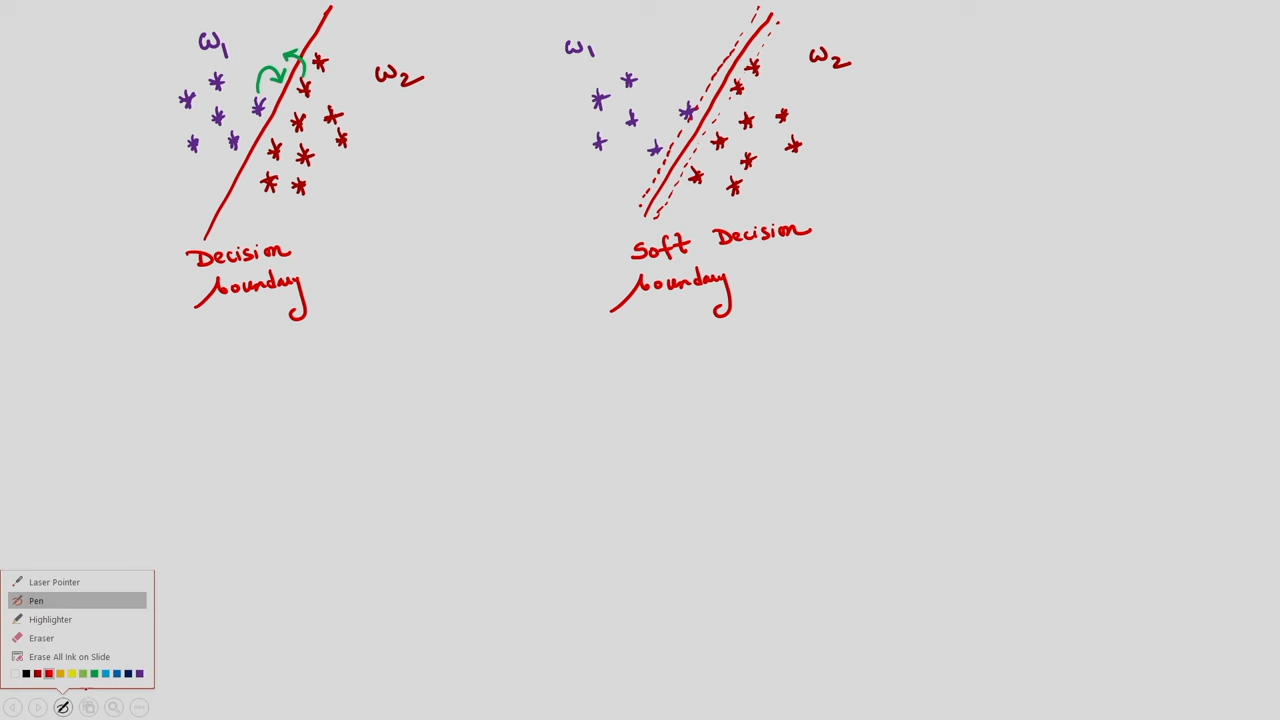 ω1
ω2
Decision
boundary
ω1
ω2
Soft Decision
boundary
Laser Pointer
Pen
Highlighter
Eraser
Erase All Ink on Slide